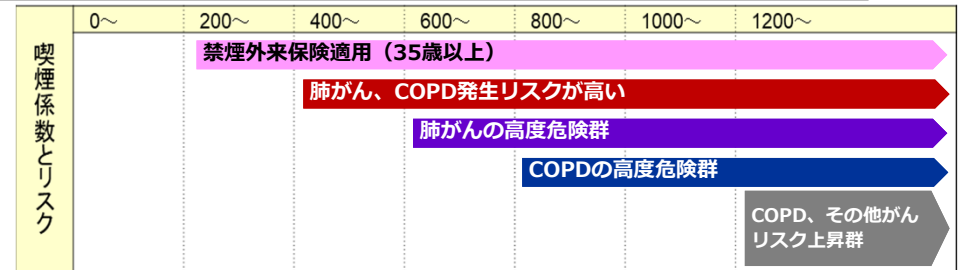 喫煙係数とリスク
0～ 200～ 400～ 600～ 800～ 1000～ 1200～
禁煙外来保険適用（35歳以上）
肺がん、COPD発生リスクが高い
肺がんの高度危険群
COPDの高度危険群
COPD、その他がん
リスク上昇群